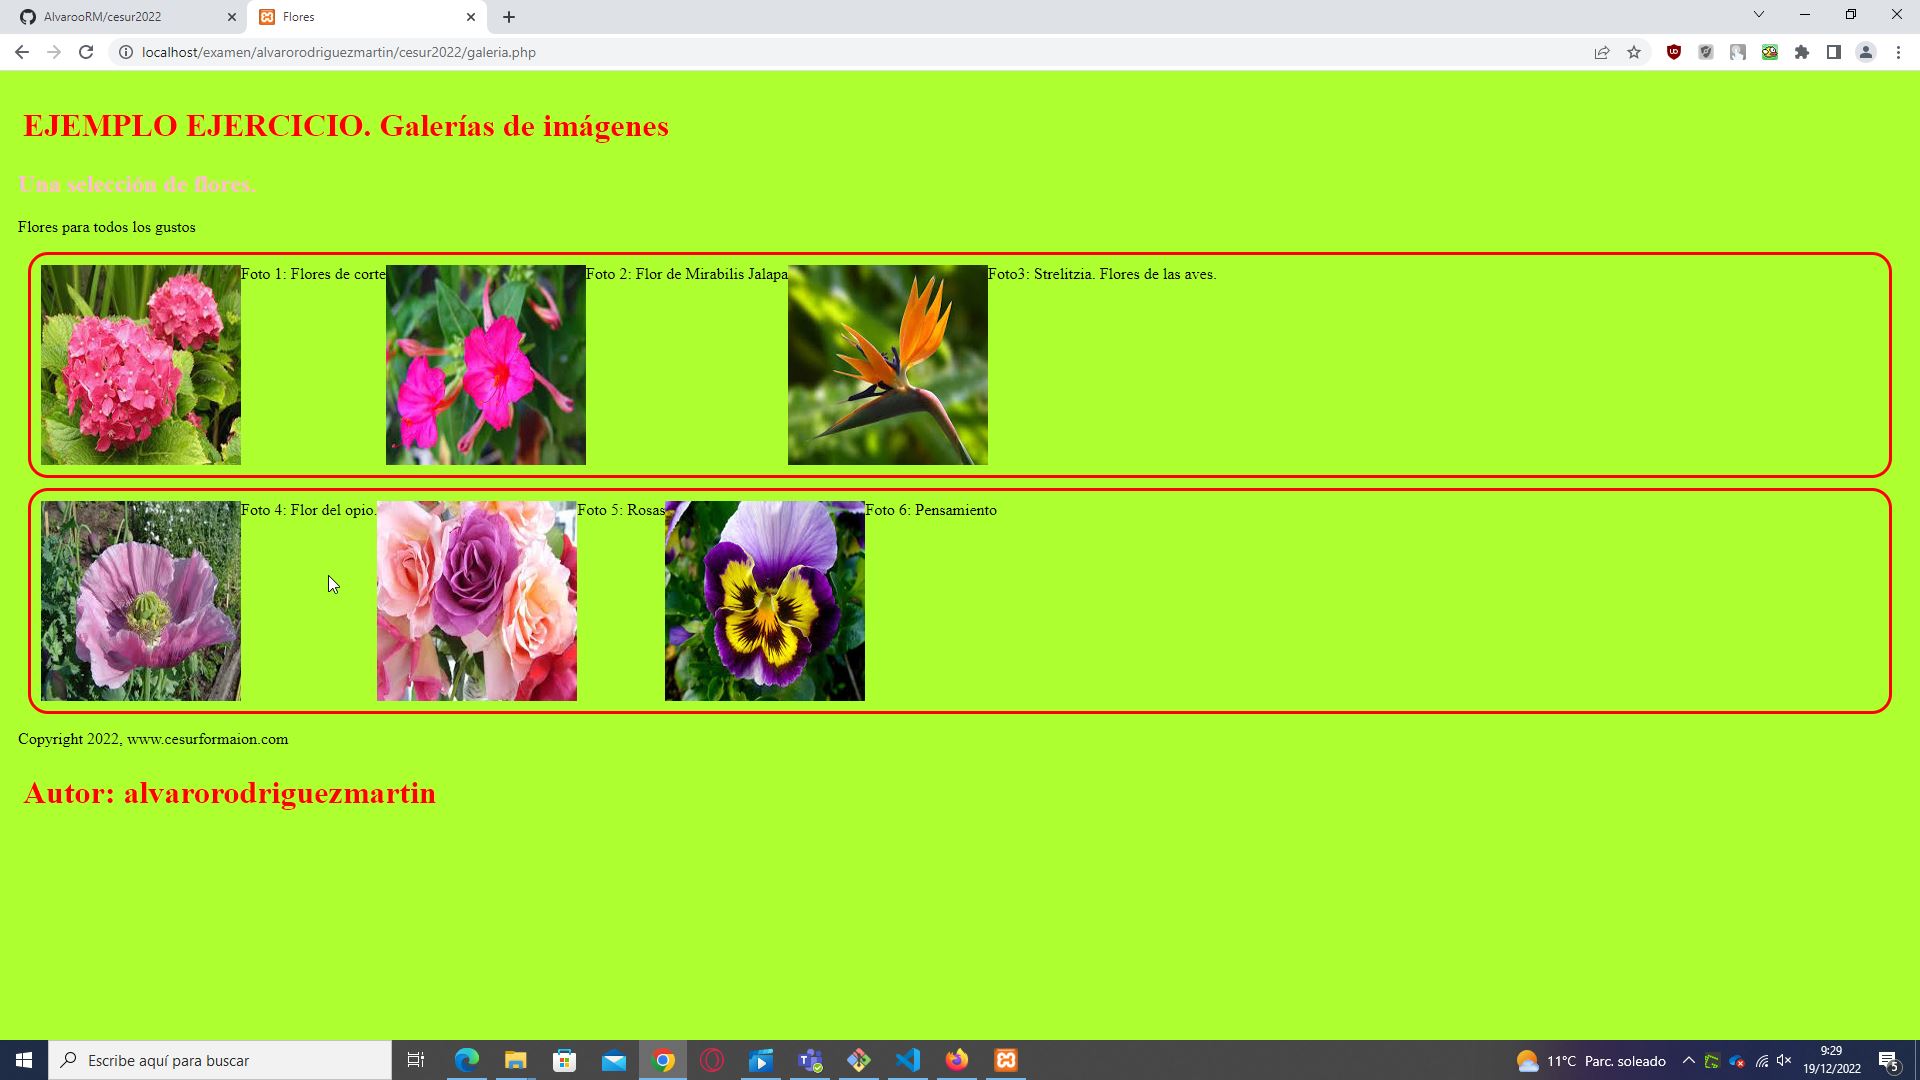 AlvarooRM/cesur2022
Flores
localhost/examen/alvarorodriguezmartin/cesur2022/galeria.php
EJEMPLO EJERCICIO. Galerías de imágenes
Una selección de flores.
Flores para todos los gustos
Foto 1: Flores de corte
Foto 2: Flor de Mirabilis Jalapa
Foto3: Strelitzia. Flores de las aves.
Foto 4: Flor del opio.
Foto 5: Rosas
Foto 6: Pensamiento
Copyright 2022, www.cesurformaion.com
Autor: alvarorodriguezmartin
Escribe aquí para buscar
11°C Parc. soleado
9:29
19/12/2022
5